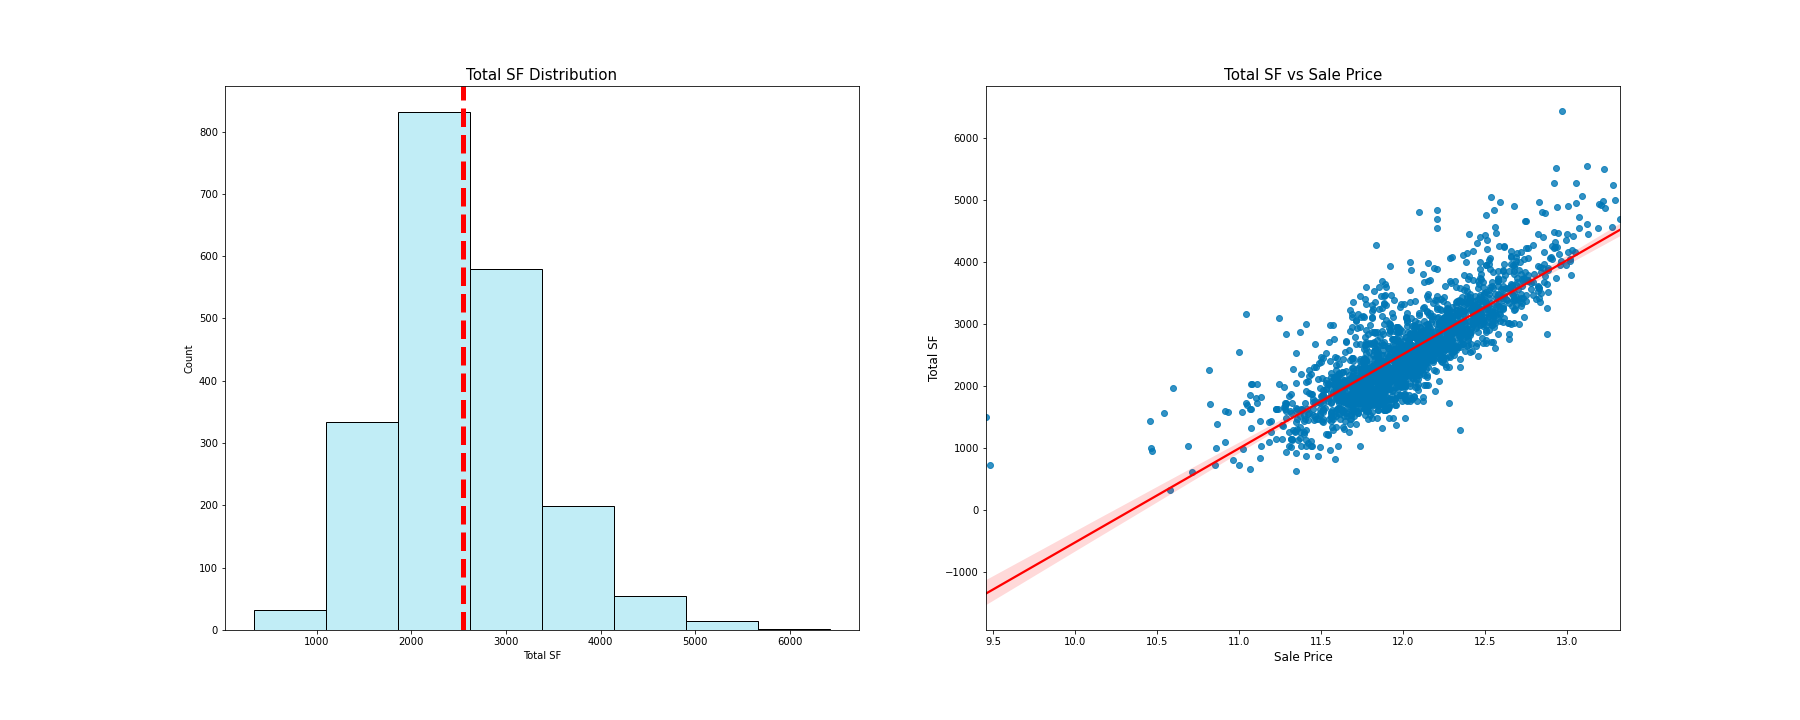 Total SF Distribution
800
700
600
500
400
300
200
100
0
Count
1000 2000 3000 4000 5000 6000
Total SF
Total SF vs Sale Price
6000
5000
4000
3000
2000
1000
0
−1000
Total SF
9.5 10.0 10.5 11.0 11.5 12.0 12.5 13.0
Sale Price